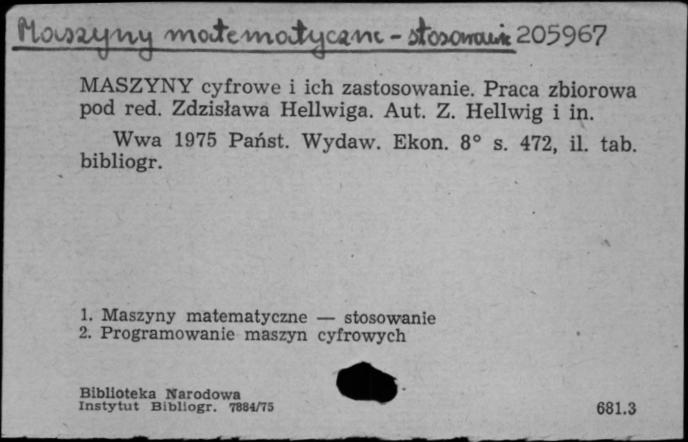 Maszyny matematyczne - stosowanie 205967
MASZYNY cyfrowe i ich zastosowanie. Praca zbiorowa
pod red. Zdzisława Hellwiga. Aut. Z. Hellwig i in.
Wwa 1975 Państ. Wydaw. Ekon. 8° s. 472, il. tab.
bibliogr.
1. Maszyny matematyczne — stosowanie
2. Programowanie maszyn cyfrowych
Biblioteka Narodowa
Instytut Bibliogr. 7884/75
681.3